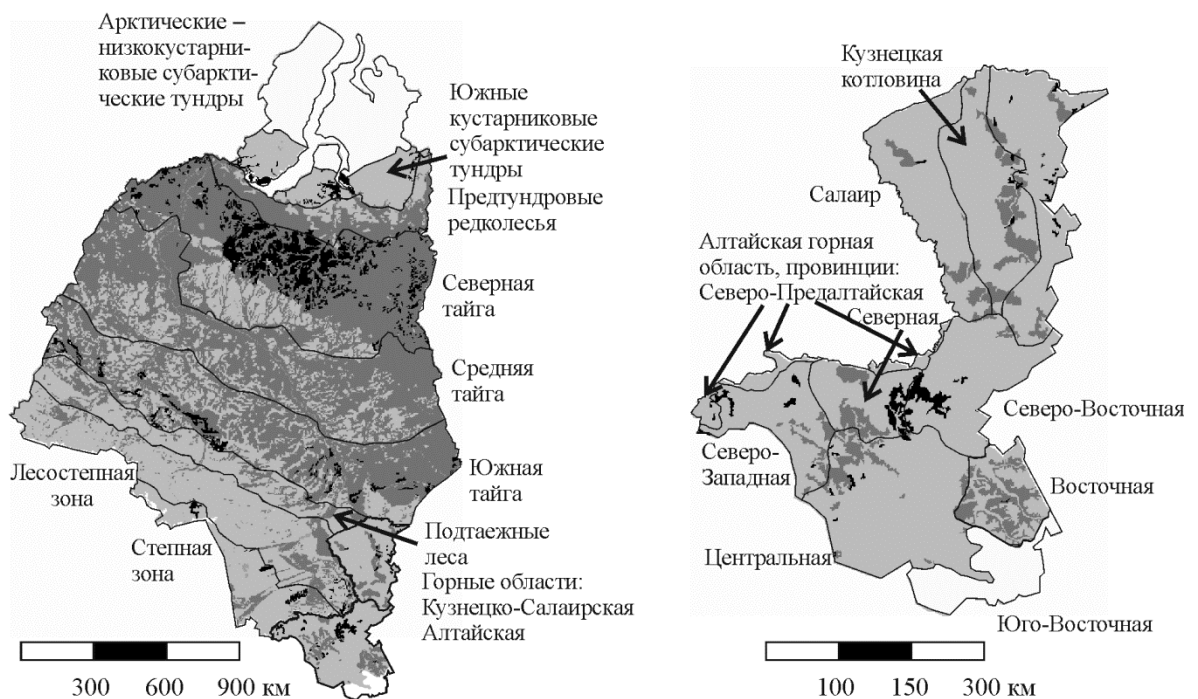 Арктические –
низкокустарни-
ковые субаркти-
ческие тундры
Южные
кустарниковые
субарктические
тундры
Предтундровые
редколесья
Северная
тайга
Средняя
тайга
Южная
тайга
Лесостепная
зона
Степная
зона
Подтаежные
леса
Горные области:
Кузнецко-Салаирская
Алтайская
300 600 900 км
Кузнецкая
котловина
Салаир
Алтайская горная
область, провинции:
Северо-Предалтайская
Северная
Северо-Восточная
Северо-
Западная
Восточная
Центральная
Юго-Восточная
100 150 300 км